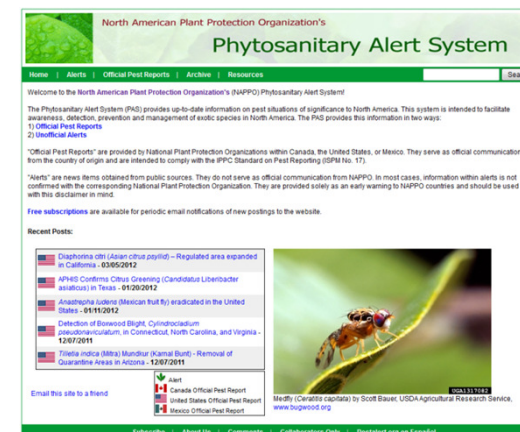 North American Plant Protection Organization's
Phytosanitary Alert System
Home | Alerts | Official Pest Reports | Archive | Resources
Sea
Welcome to the North American Plant Protection Organization's (NAPPO) Phytosanitary Alert System!
The Phytosanitary Alert System (PAS) provides up-to-date information on pest situations of significance to North America. This system is intended to facilitate
awareness, detection, prevention and management of exotic species in North America. The PAS provides this information in two ways:
1) Official Pest Reports
2) Unofficial Alerts
"Official Pest Reports" are provided by National Plant Protection Organizations within Canada, the United States, or Mexico. They serve as official communication
from the country of origin and are intended to comply with the IPPC Standard on Pest Reporting (ISPM No. 17).
"Alerts" are news items obtained from public sources. They do not serve as official communication from NAPPO. In most cases, information within alerts is not
confirmed with the corresponding National Plant Protection Organization. They are provided solely as an early warning to NAPPO countries and should be used
with this disclaimer in mind.
Free subscriptions are available for periodic email notifications of new postings to the website.
Recent Posts:
Diaphorina citri (Asian citrus psyllid) – Regulated area expanded
in California - 03/05/2012
APHIS Confirms Citrus Greening (Candidatus Liberibacter
asiaticus) in Texas - 01/20/2012
Anastrepha ludens (Mexican fruit fly) eradicated in the United
States - 01/11/2012
Detection of Boxwood Blight, Cylindrocladium
pseudonaviculatum, in Connecticut, North Carolina, and Virginia -
12/07/2011
Tilletia indica (Mitra) Mundkur (Karnal Bunt) - Removal of
Quarantine Areas in Arizona - 12/07/2011
Email this site to a friend
Alert
Canada Official Pest Report
United States Official Pest Report
Mexico Official Pest Report
UGA1317082
Medfly (Ceratitis capitata) by Scott Bauer, USDA Agricultural Research Service,
www.bugwood.org
Subscribe | About Us | Comments | Collaborators Only | Pestalert.org en Español